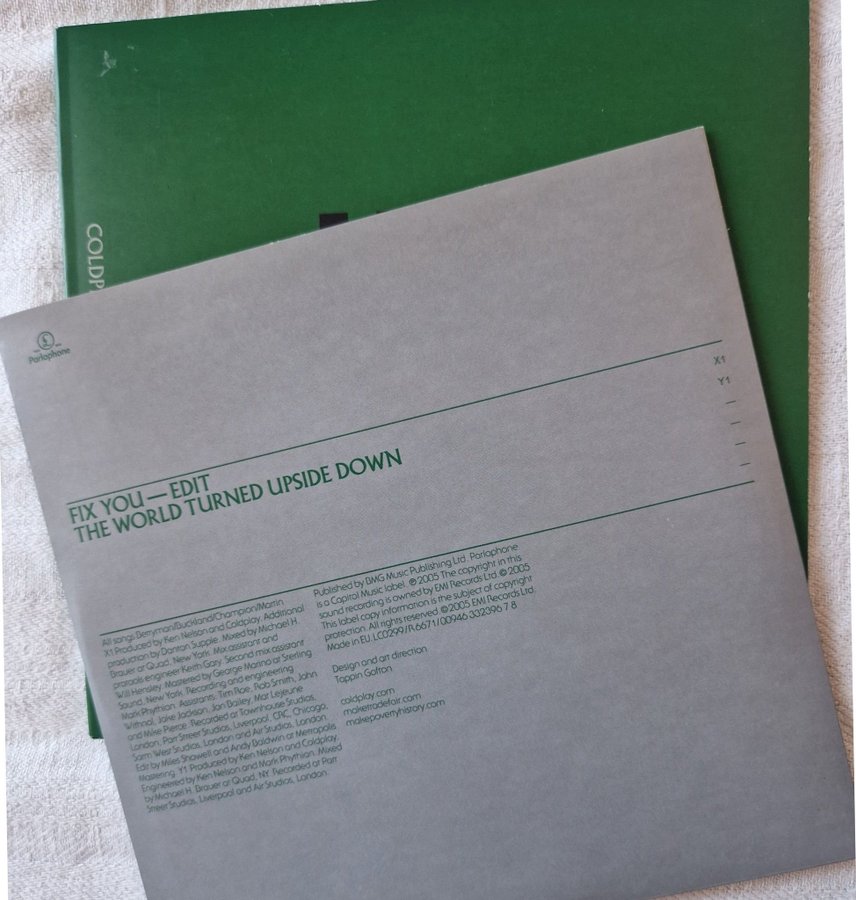 COLDP
Parlophone
X1
Y1
—
—
—
—
FIX YOU — EDIT
THE WORLD TURNED UPSIDE DOWN
All songs Berryman/Buckland/Champion/Martin.
X1 Produced by Ken Nelson and Coldplay. Additional
production by Danton Supple. Mixed by Michael H.
Brauer at Quad, New York. Mix assistant and
protools engineer Keith Gary. Second mix assistant
Will Hensley. Mastered by George Marino at Sterling
Sound, New York. Recording and engineering
Mark Phythian. Assistants: Tim Roe, Rob Smith, John
Withnal, Jake Jackson, Jon Bailey, Mat Lejeune
and Mike Pierce. Recorded at Townhouse Studios,
London, Parr Street Studios, Liverpool, CRC, Chicago,
Sarm West Studios, London and Air Studios, London.
Edit by Miles Showell and Andy Baldwin at Metropolis
Mastering. Y1 Produced by Ken Nelson and Coldplay.
Engineered by Ken Nelson and Mark Phythian. Mixed
by Michael H. Brauer at Quad, NY. Recorded at Parr
Street Studios, Liverpool and Air Studios, London.
Published by BMG Music Publishing Ltd. Parlophone
is a Capitol Music label. ℗ 2005 The copyright in this
sound recording is owned by EMI Records Ltd. © 2005
This label copy information is the subject of copyright
protection. All rights reserved. © 2005 EMI Records Ltd.
Made in EU. LC0299/R 6671/00946 332396 7 8
Design and art direction
Tappin Gofton
coldplay.com
maketradefair.com
makepovertyhistory.com